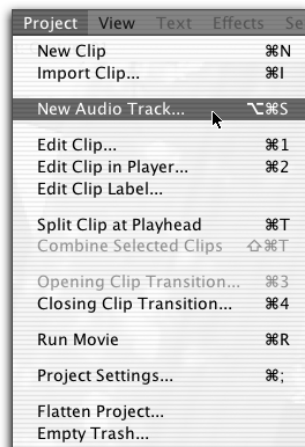 Project View Text Effects Se
New Clip ⌘N
Import Clip... ⌘I
New Audio Track... ⌥⌘S
Edit Clip... ⌘1
Edit Clip in Player... ⌘2
Edit Clip Label...
Split Clip at Playhead ⌘T
Combine Selected Clips ⇧⌘T
Opening Clip Transition... ⌘3
Closing Clip Transition... ⌘4
Run Movie ⌘R
Project Settings... ⌘;
Flatten Project...
Empty Trash...